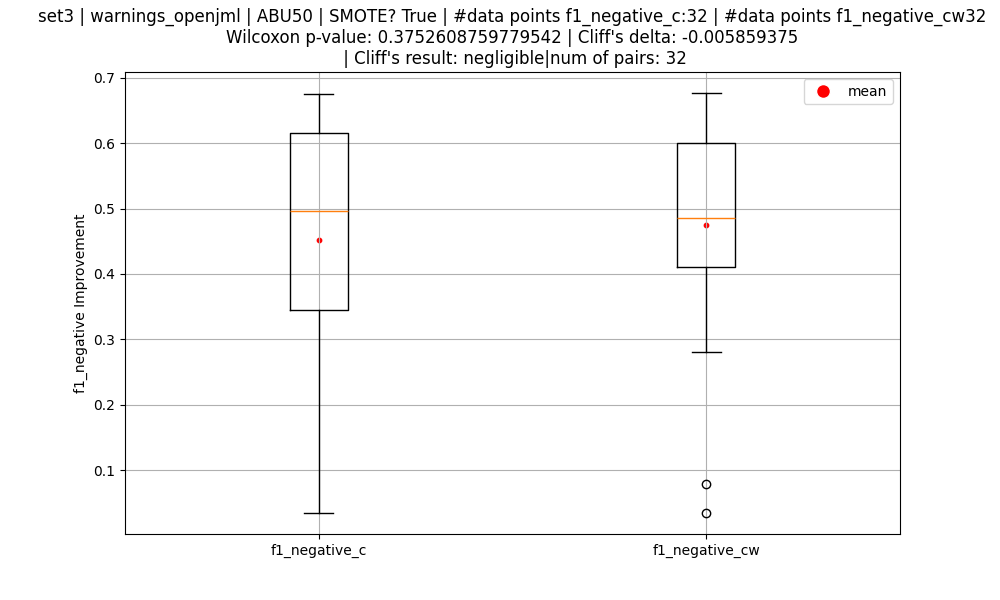 set3 | warnings_openjml | ABU50 | SMOTE? True | #data points f1_negative_c:32 | #data points f1_negative_cw32
Wilcoxon p-value: 0.3752608759779542 | Cliff's delta: -0.005859375
| Cliff's result: negligible|num of pairs: 32
mean
0.7
0.6
0.5
0.4
0.3
0.2
0.1
f1_negative Improvement
f1_negative_c
f1_negative_cw